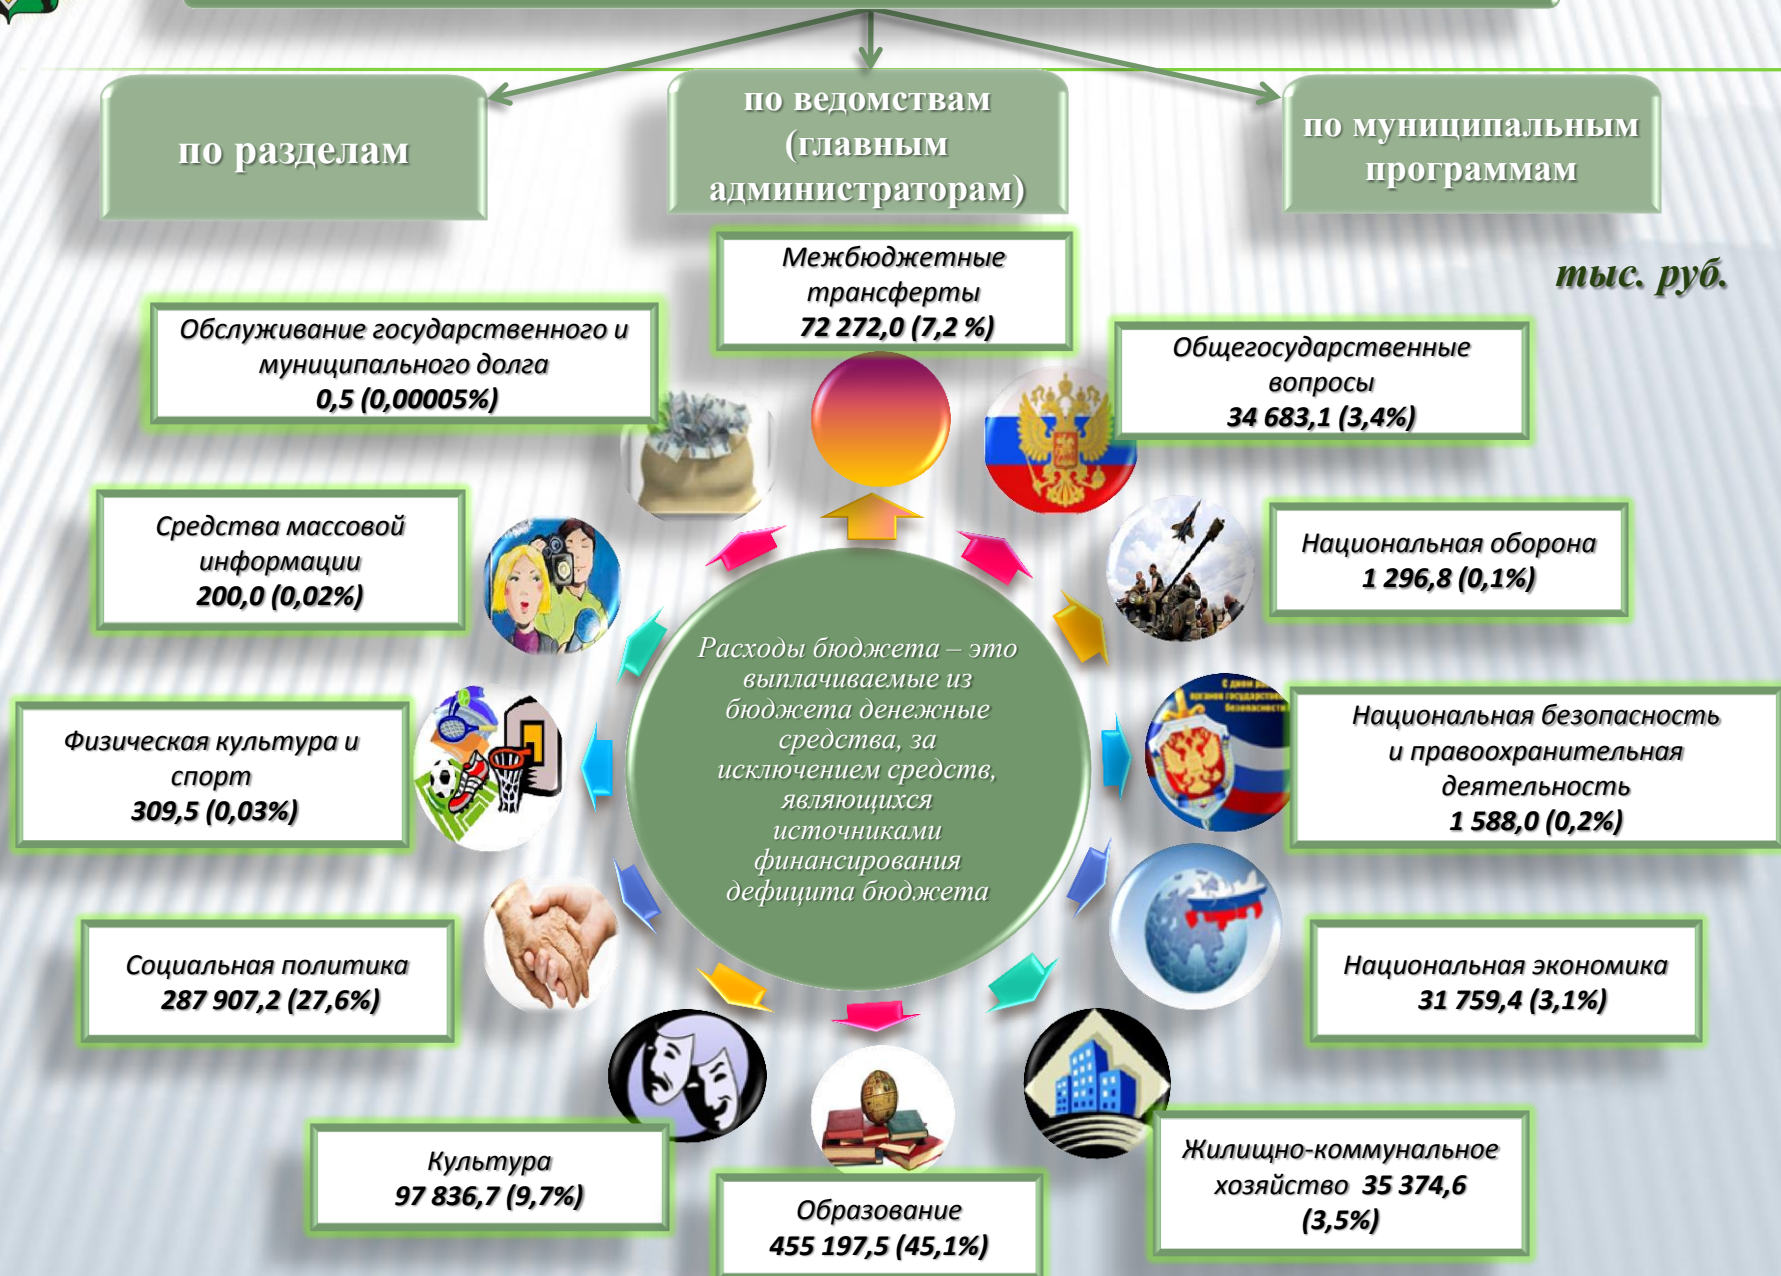 по разделам
по ведомствам
(главным
администраторам)
по муниципальным
программам
тыс. руб.
Межбюджетные
трансферты
72 272,0 (7,2 %)
Обслуживание государственного и
муниципального долга
0,5 (0,00005%)
Общегосударственные
вопросы
34 683,1 (3,4%)
Средства массовой
информации
200,0 (0,02%)
Национальная оборона
1 296,8 (0,1%)
Расходы бюджета – это
выплачиваемые из
бюджета денежные
средства, за
исключением средств,
являющихся
источниками
финансирования
дефицита бюджета
Физическая культура и
спорт
309,5 (0,03%)
С днем
органов государстве
безопасности
Национальная безопасность
и правоохранительная
деятельность
1 588,0 (0,2%)
Социальная политика
287 907,2 (27,6%)
Национальная экономика
31 759,4 (3,1%)
Культура
97 836,7 (9,7%)
Образование
455 197,5 (45,1%)
Жилищно-коммунальное
хозяйство 35 374,6
(3,5%)